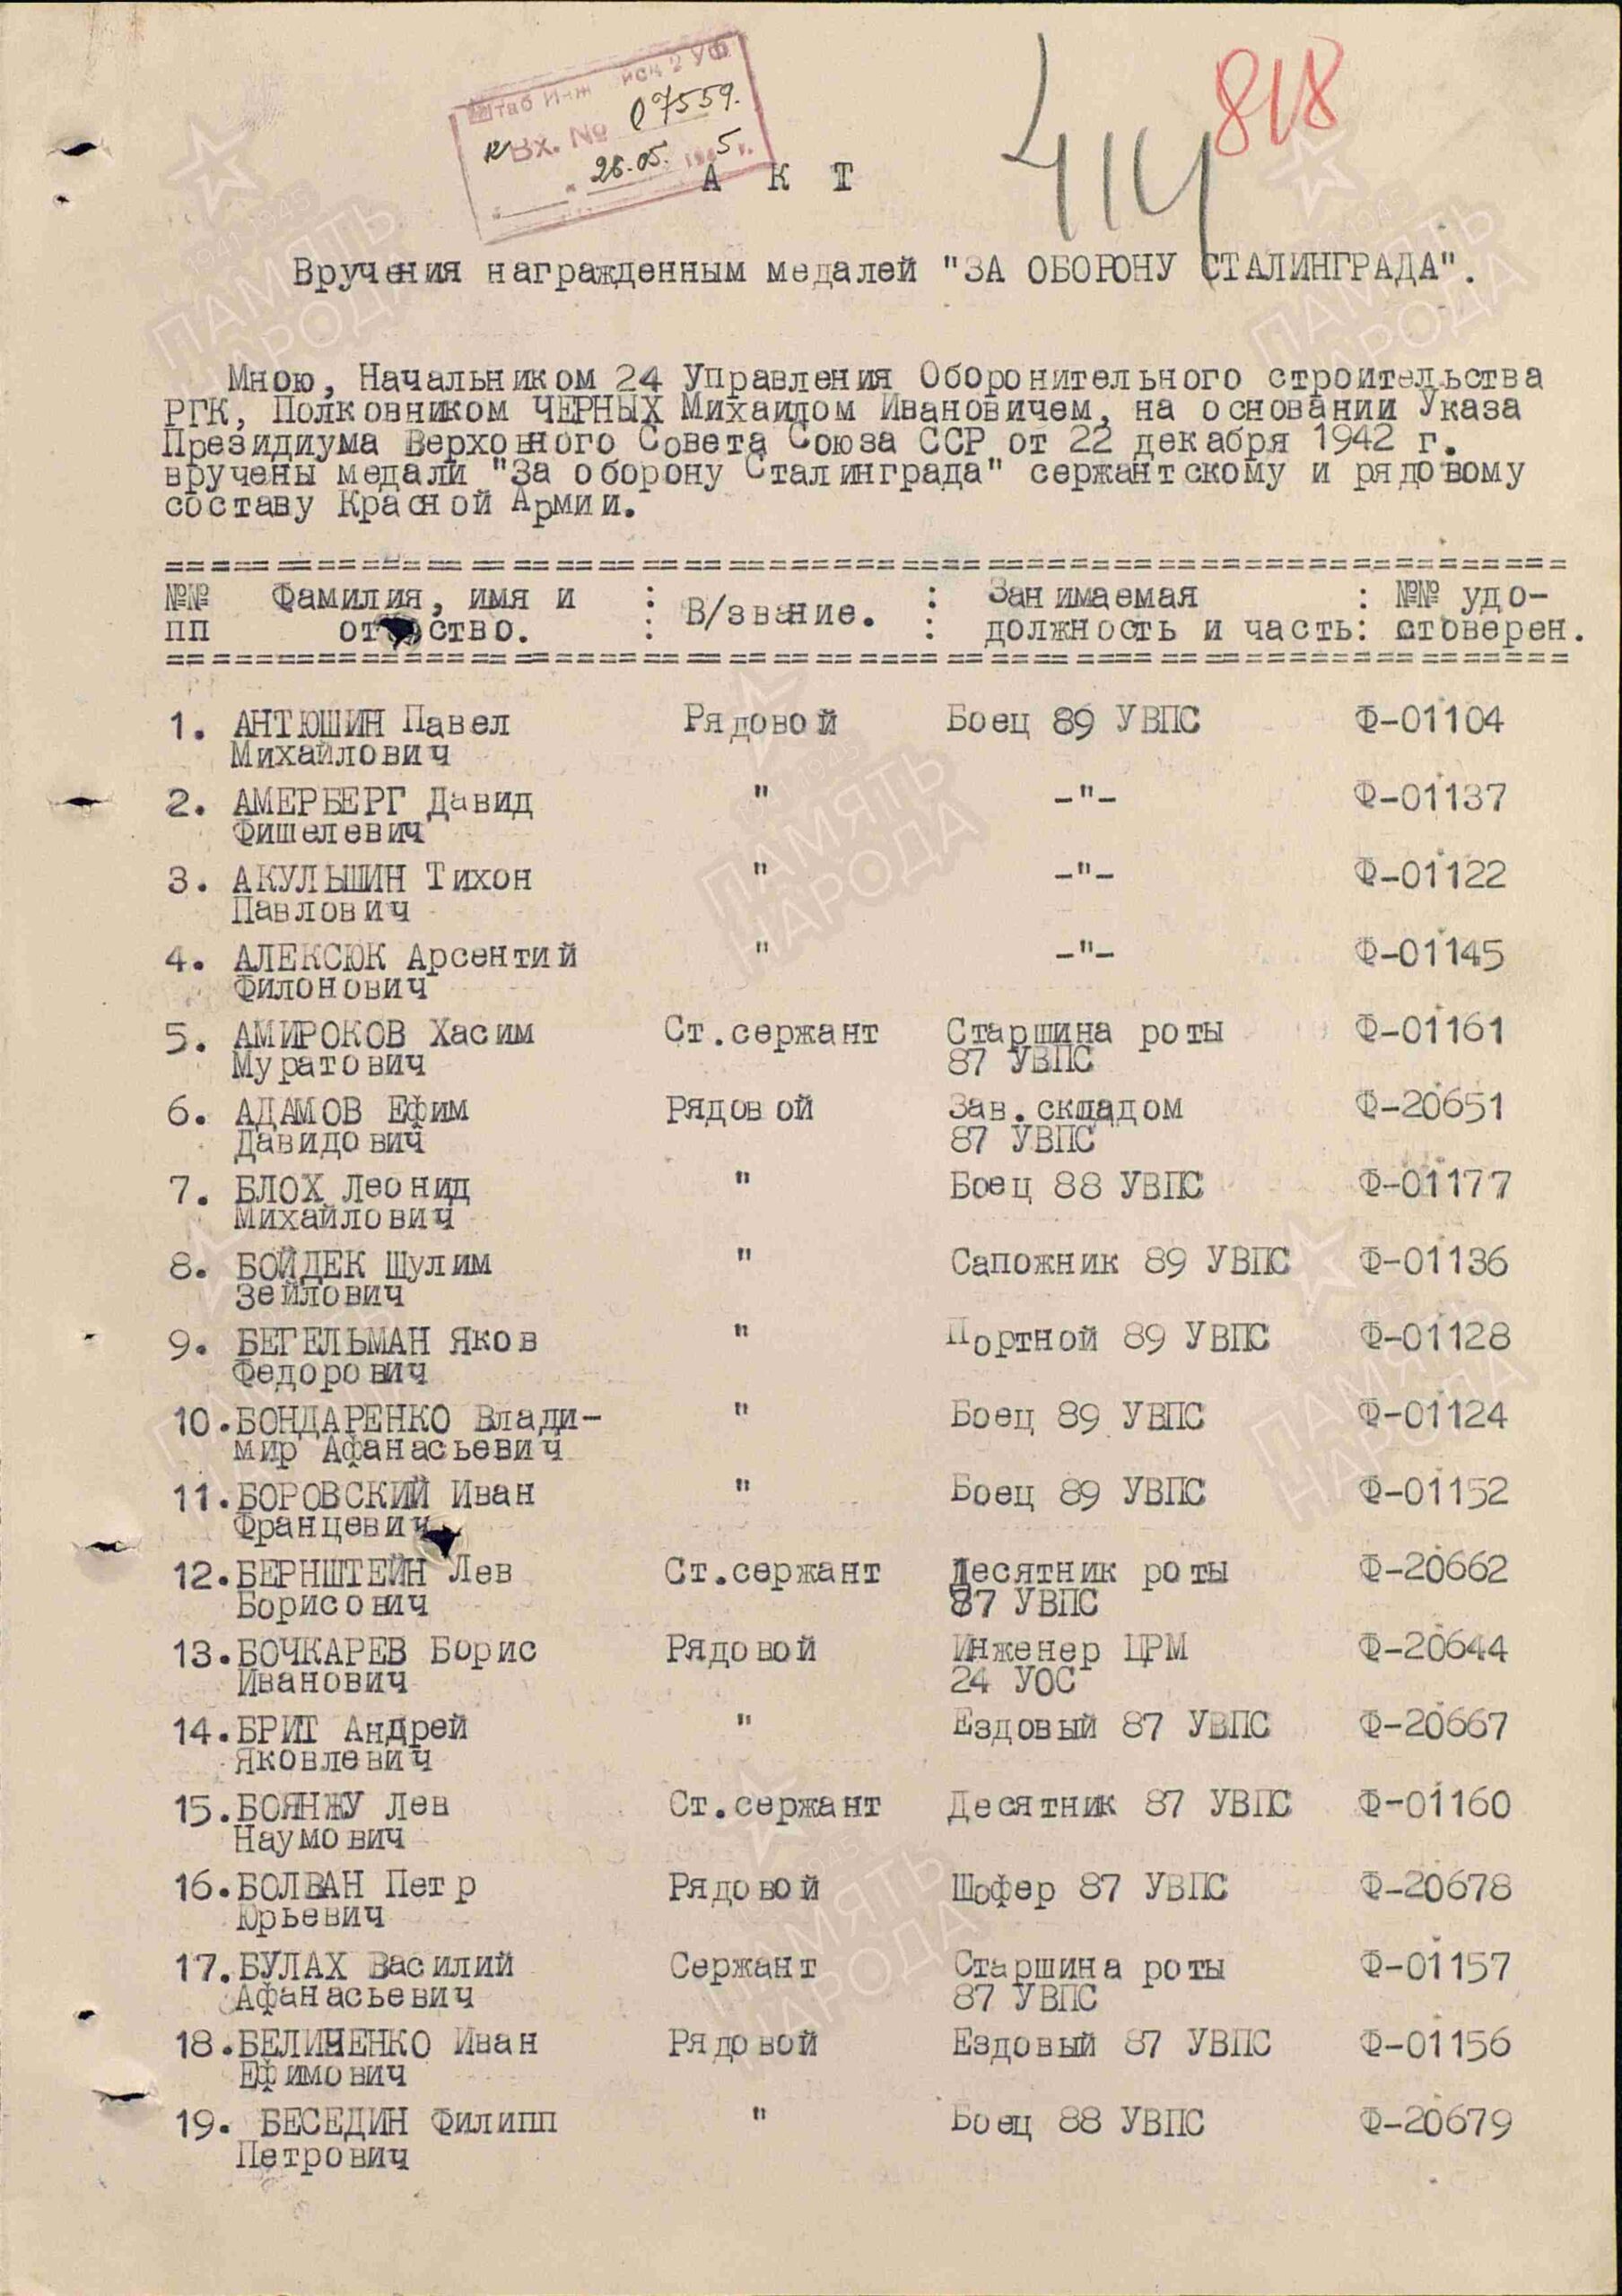 Штаб Инж. йск 2 УФ
Вх. № 07559.
26.05. 1945 г.
414
818
А К Т
Вручения награжденным медалей "ЗА ОБОРОНУ СТАЛИНГРАДА".
Мною, Начальником 24 Управления Оборонительного строительства
РГК, Полковником ЧЕРНЫХ Михаилом Ивановичем, на основании Указа
Президиума Верховного Совета Союза ССР от 22 декабря 1942 г.
вручены медали "За оборону Сталинграда" сержантскому и рядовому
составу Красной Армии.
№№ Фамилия, имя и : В/звание. : Занимаемая : №№ удо-
пп отчество. : : должность и часть: стоверен.
1. АНТЮШИН Павел Рядовой Боец 89 УВПС Ф-01104
Михайлович
2. АМЕРБЕРГ Давид " -"- Ф-01137
Фишелевич
3. АКУЛЬШИН Тихон " -"- Ф-01122
Павлович
4. АЛЕКСЮК Арсентий " -"- Ф-01145
Филонович
5. АМИРОКОВ Хасим Ст.сержант Старшина роты Ф-01161
Муратович 87 УВПС
6. АДАМОВ Ефим Рядовой Зав.складом Ф-20651
Давидович 87 УВПС
7. БЛОХ Леонид " Боец 88 УВПС Ф-01177
Михайлович
8. БОЙДЕК Шулим " Сапожник 89 УВПС Ф-01136
Зейлович
9. БЕГЕЛЬМАН Яков " Портной 89 УВПС Ф-01128
Федорович
10.БОНДАРЕНКО Влади- " Боец 89 УВПС Ф-01124
мир Афанасьевич
11.БОРОВСКИЙ Иван " Боец 89 УВПС Ф-01152
Францевич
12.БЕРНШТЕЙН Лев Ст.сержант Десятник роты Ф-20662
Борисович 87 УВПС
13.БОЧКАРЕВ Борис Рядовой Инженер ЦРМ Ф-20644
Иванович 24 УОС
14.БРИТ Андрей " Ездовый 87 УВПС Ф-20667
Яковлевич
15.БОЯНЖУ Лев Ст.сержант Десятник 87 УВПС Ф-01160
Наумович
16.БОЛВАН Петр Рядовой Шофер 87 УВПС Ф-20678
Юрьевич
17.БУЛАХ Василий Сержант Старшина роты Ф-01157
Афанасьевич 87 УВПС
18.БЕЛИЧЕНКО Иван Рядовой Ездовый 87 УВПС Ф-01156
Ефимович
19. БЕСЕДИН Филипп " Боец 88 УВПС Ф-20679
Петрович
ПАМЯТЬ
НАРОДА